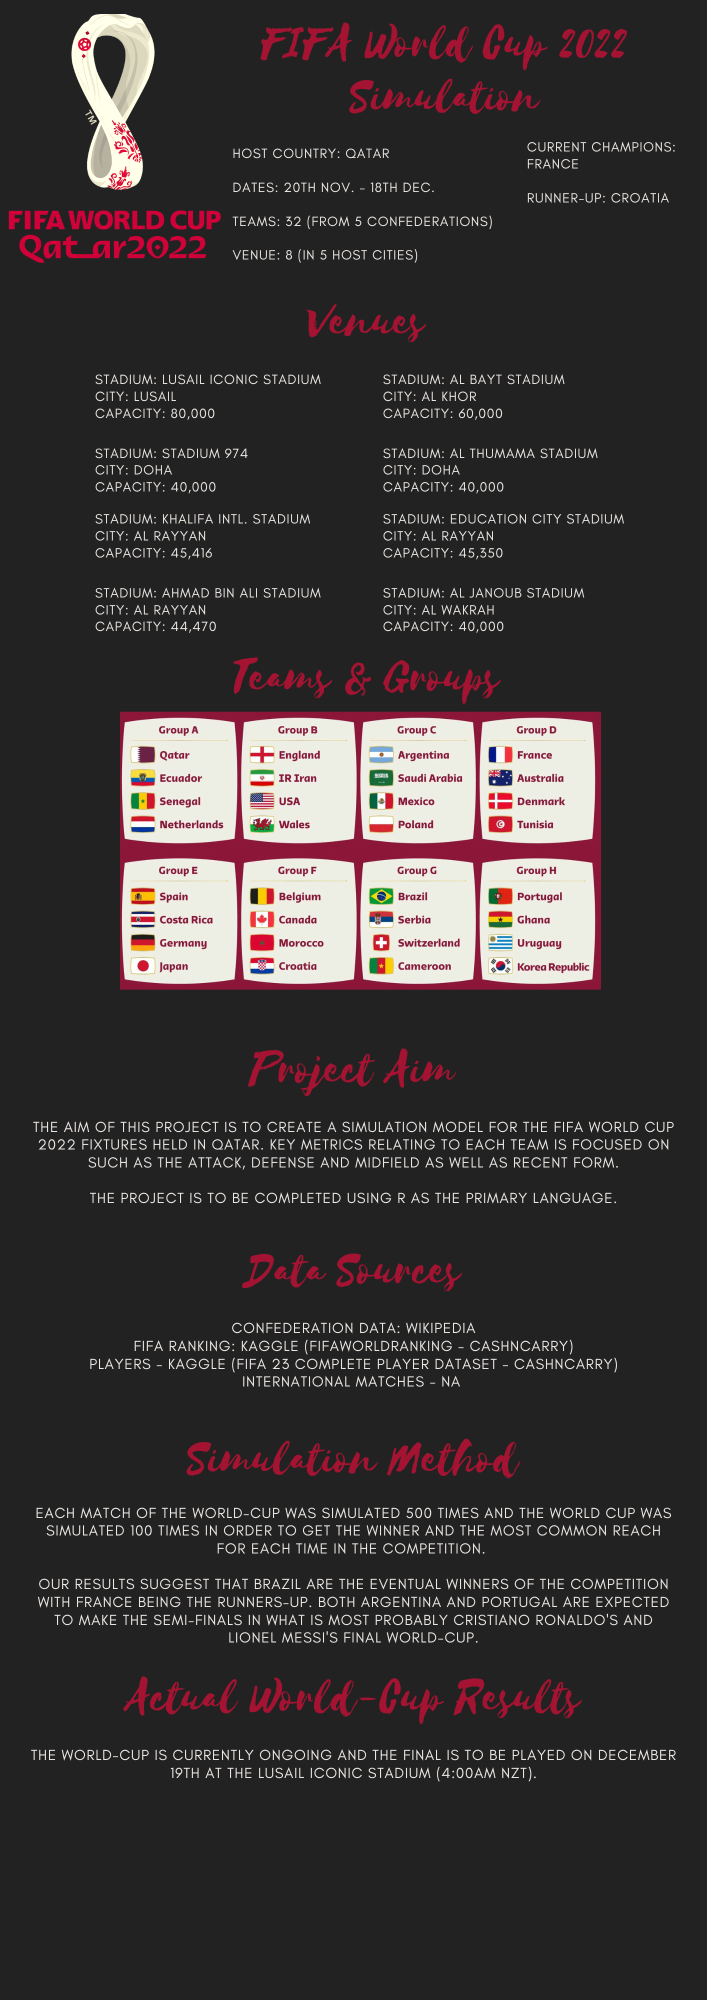 TM
FIFA WORLD CUP
Qatar2022
FIFA World Cup 2022
Simulation
HOST COUNTRY: QATAR
DATES: 20TH NOV. - 18TH DEC.
TEAMS: 32 (FROM 5 CONFEDERATIONS)
VENUE: 8 (IN 5 HOST CITIES)
CURRENT CHAMPIONS:
FRANCE
RUNNER-UP: CROATIA
Venues
STADIUM: LUSAIL ICONIC STADIUM
CITY: LUSAIL
CAPACITY: 80,000
STADIUM: AL BAYT STADIUM
CITY: AL KHOR
CAPACITY: 60,000
STADIUM: STADIUM 974
CITY: DOHA
CAPACITY: 40,000
STADIUM: AL THUMAMA STADIUM
CITY: DOHA
CAPACITY: 40,000
STADIUM: KHALIFA INTL. STADIUM
CITY: AL RAYYAN
CAPACITY: 45,416
STADIUM: EDUCATION CITY STADIUM
CITY: AL RAYYAN
CAPACITY: 45,350
STADIUM: AHMAD BIN ALI STADIUM
CITY: AL RAYYAN
CAPACITY: 44,470
STADIUM: AL JANOUB STADIUM
CITY: AL WAKRAH
CAPACITY: 40,000
Teams & Groups
Group A
Qatar
Ecuador
Senegal
Netherlands
Group B
England
IR Iran
USA
Wales
Group C
Argentina
Saudi Arabia
Mexico
Poland
Group D
France
Australia
Denmark
Tunisia
Group E
Spain
Costa Rica
Germany
Japan
Group F
Belgium
Canada
Morocco
Croatia
Group G
Brazil
Serbia
Switzerland
Cameroon
Group H
Portugal
Ghana
Uruguay
Korea Republic
Project Aim
THE AIM OF THIS PROJECT IS TO CREATE A SIMULATION MODEL FOR THE FIFA WORLD CUP
2022 FIXTURES HELD IN QATAR. KEY METRICS RELATING TO EACH TEAM IS FOCUSED ON
SUCH AS THE ATTACK, DEFENSE AND MIDFIELD AS WELL AS RECENT FORM.
THE PROJECT IS TO BE COMPLETED USING R AS THE PRIMARY LANGUAGE.
Data Sources
CONFEDERATION DATA: WIKIPEDIA
FIFA RANKING: KAGGLE (FIFAWORLDRANKING - CASHNCARRY)
PLAYERS - KAGGLE (FIFA 23 COMPLETE PLAYER DATASET - CASHNCARRY)
INTERNATIONAL MATCHES - NA
Simulation Method
EACH MATCH OF THE WORLD-CUP WAS SIMULATED 500 TIMES AND THE WORLD CUP WAS
SIMULATED 100 TIMES IN ORDER TO GET THE WINNER AND THE MOST COMMON REACH
FOR EACH TIME IN THE COMPETITION.
OUR RESULTS SUGGEST THAT BRAZIL ARE THE EVENTUAL WINNERS OF THE COMPETITION
WITH FRANCE BEING THE RUNNERS-UP. BOTH ARGENTINA AND PORTUGAL ARE EXPECTED
TO MAKE THE SEMI-FINALS IN WHAT IS MOST PROBABLY CRISTIANO RONALDO'S AND
LIONEL MESSI'S FINAL WORLD-CUP.
Actual World-Cup Results
THE WORLD-CUP IS CURRENTLY ONGOING AND THE FINAL IS TO BE PLAYED ON DECEMBER
19TH AT THE LUSAIL ICONIC STADIUM (4:00AM NZT).